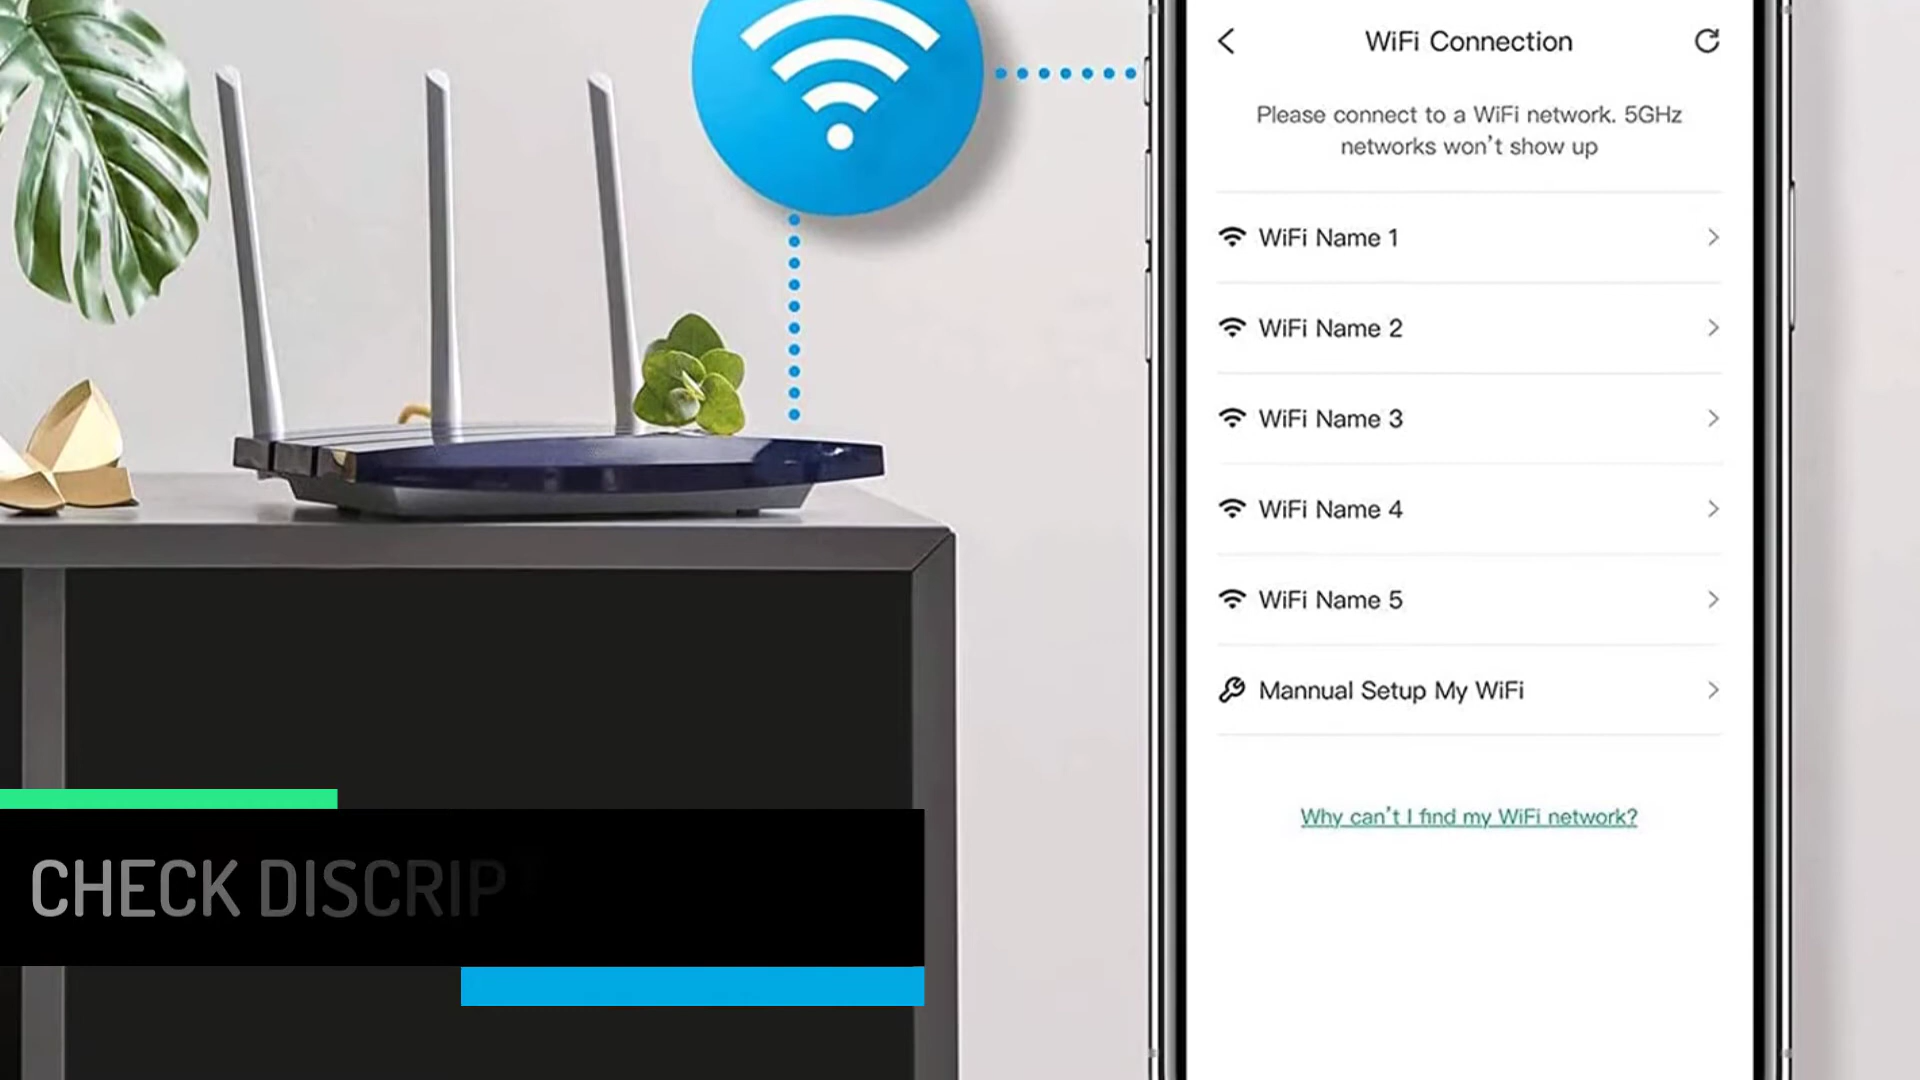 WiFi Connection
Please connect to a WiFi network. 5GHz
networks won't show up
WiFi Name 1
WiFi Name 2
WiFi Name 3
WiFi Name 4
WiFi Name 5
Mannual Setup My WiFi
Why can't I find my WiFi network?
CHECK DISCRIPT